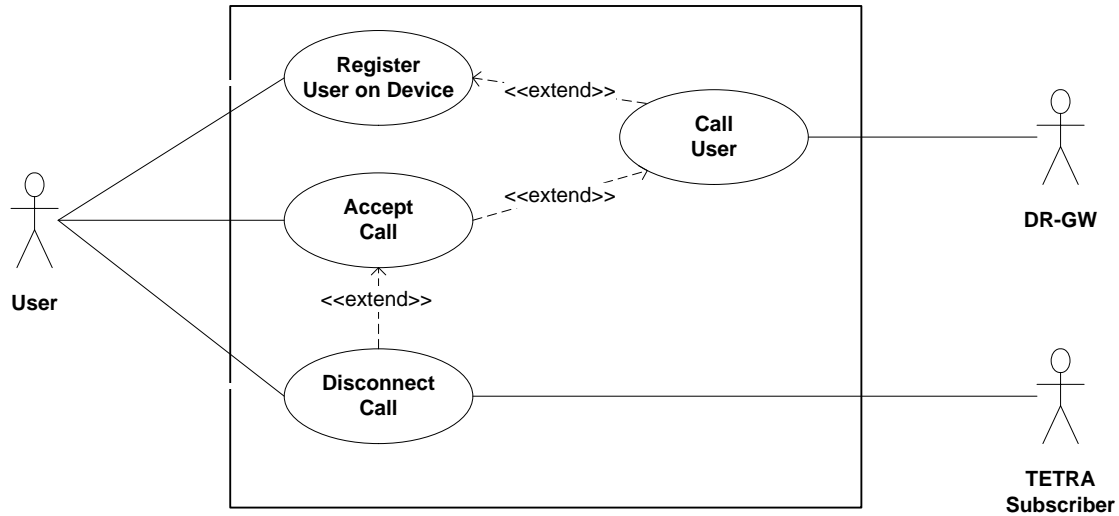 Register
User on Device
<<extend>>
Call
User
DR-GW
Accept
Call
<<extend>>
User
<<extend>>
Disconnect
Call
TETRA
Subscriber